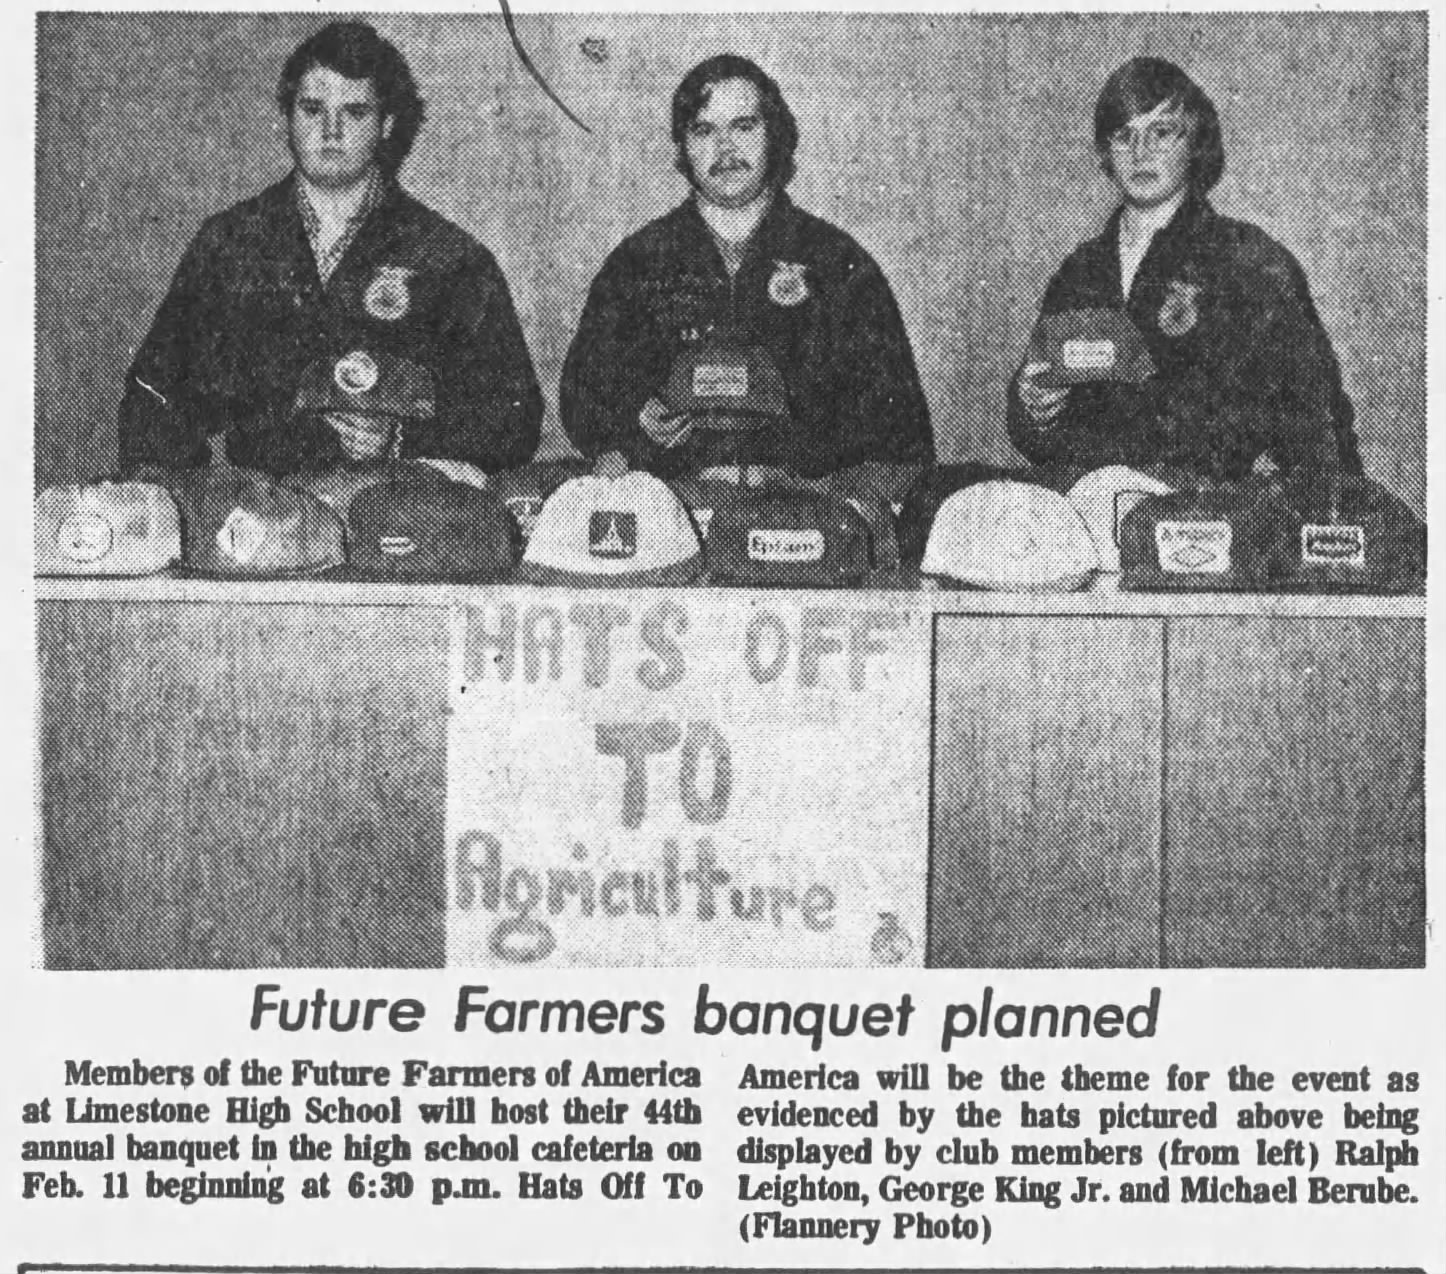 Eptam
HATS OFF
TO
Agriculture
Future Farmers banquet planned
Members of the Future Farmers of America
at Limestone High School will host their 44th
annual banquet in the high school cafeteria on
Feb. 11 beginning at 6:30 p.m. Hats Off To
America will be the theme for the event as
evidenced by the hats pictured above being
displayed by club members (from left) Ralph
Leighton, George King Jr. and Michael Berube.
(Flannery Photo)